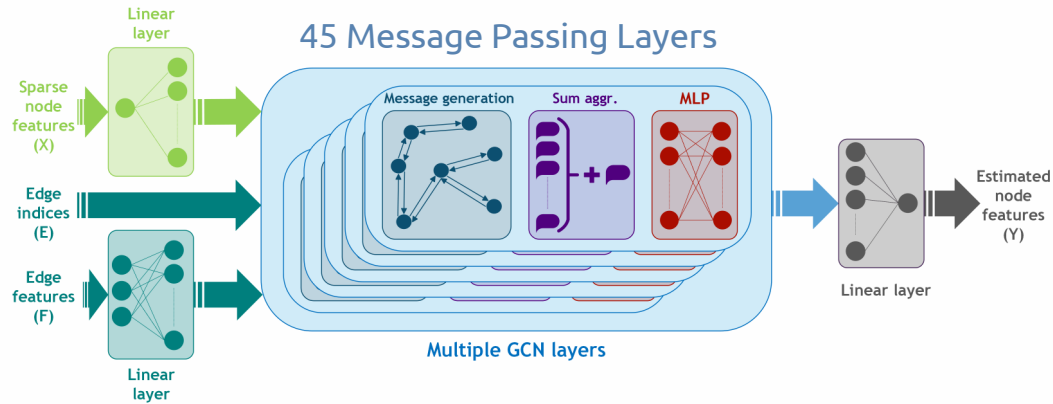 45 Message Passing Layers
Linear
layer
Sparse
node
features
(X)
Edge
indices
(E)
Edge
features
(F)
Linear
layer
Message generation
Sum aggr.
MLP
+
Multiple GCN layers
Linear layer
Estimated
node
features
(Y)